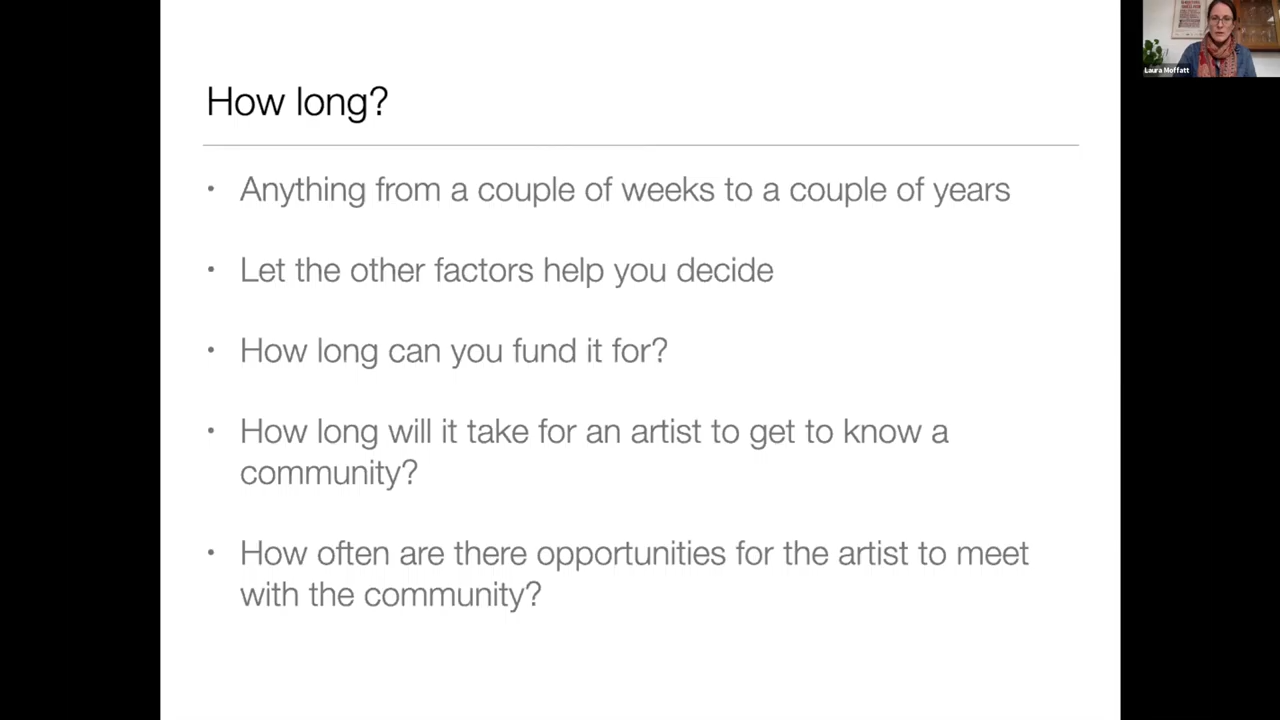 How long?
• Anything from a couple of weeks to a couple of years
• Let the other factors help you decide
• How long can you fund it for?
• How long will it take for an artist to get to know a
community?
• How often are there opportunities for the artist to meet
with the community?
Laura Moffatt